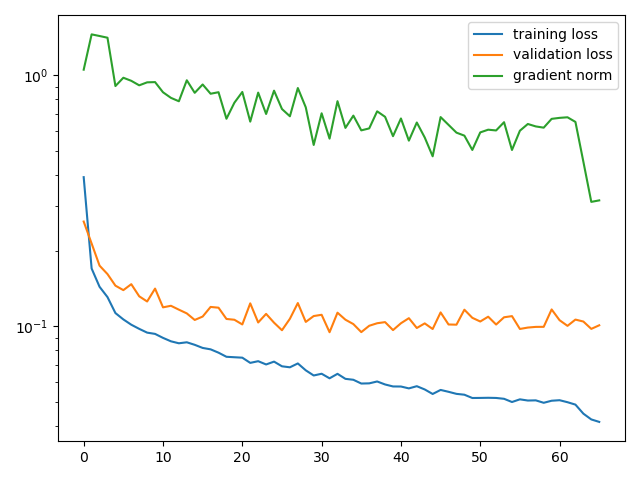 training loss
validation loss
gradient norm
10⁰
10⁻¹
0 10 20 30 40 50 60